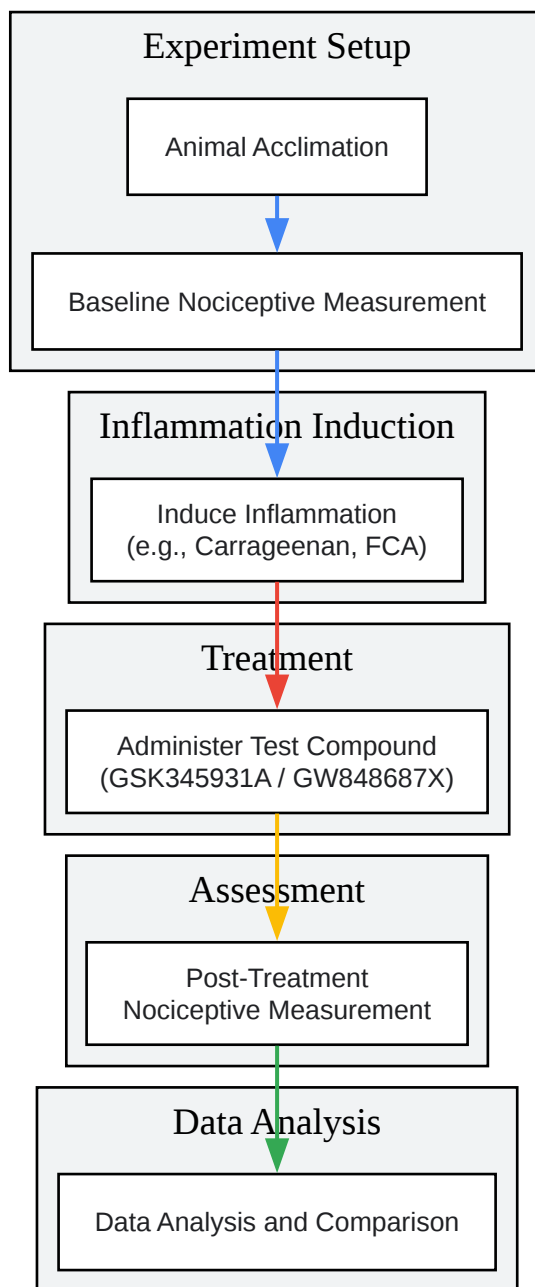 Experiment Setup
Animal Acclimation
Baseline Nociceptive Measurement
Inflammation Induction
Induce Inflammation
(e.g., Carrageenan, FCA)
Treatment
Administer Test Compound
(GSK345931A / GW848687X)
Assessment
Post-Treatment
Nociceptive Measurement
Data Analysis
Data Analysis and Comparison